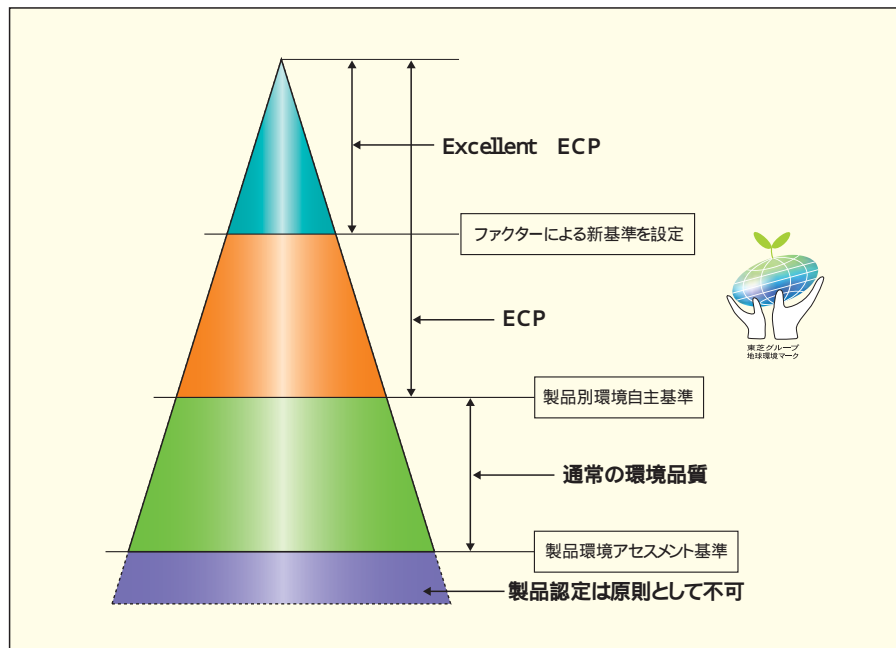 Excellent ECP
ファクターによる新基準を設定
ECP
東芝グループ
地球環境マーク
製品別環境自主基準
通常の環境品質
製品環境アセスメント基準
製品認定は原則として不可